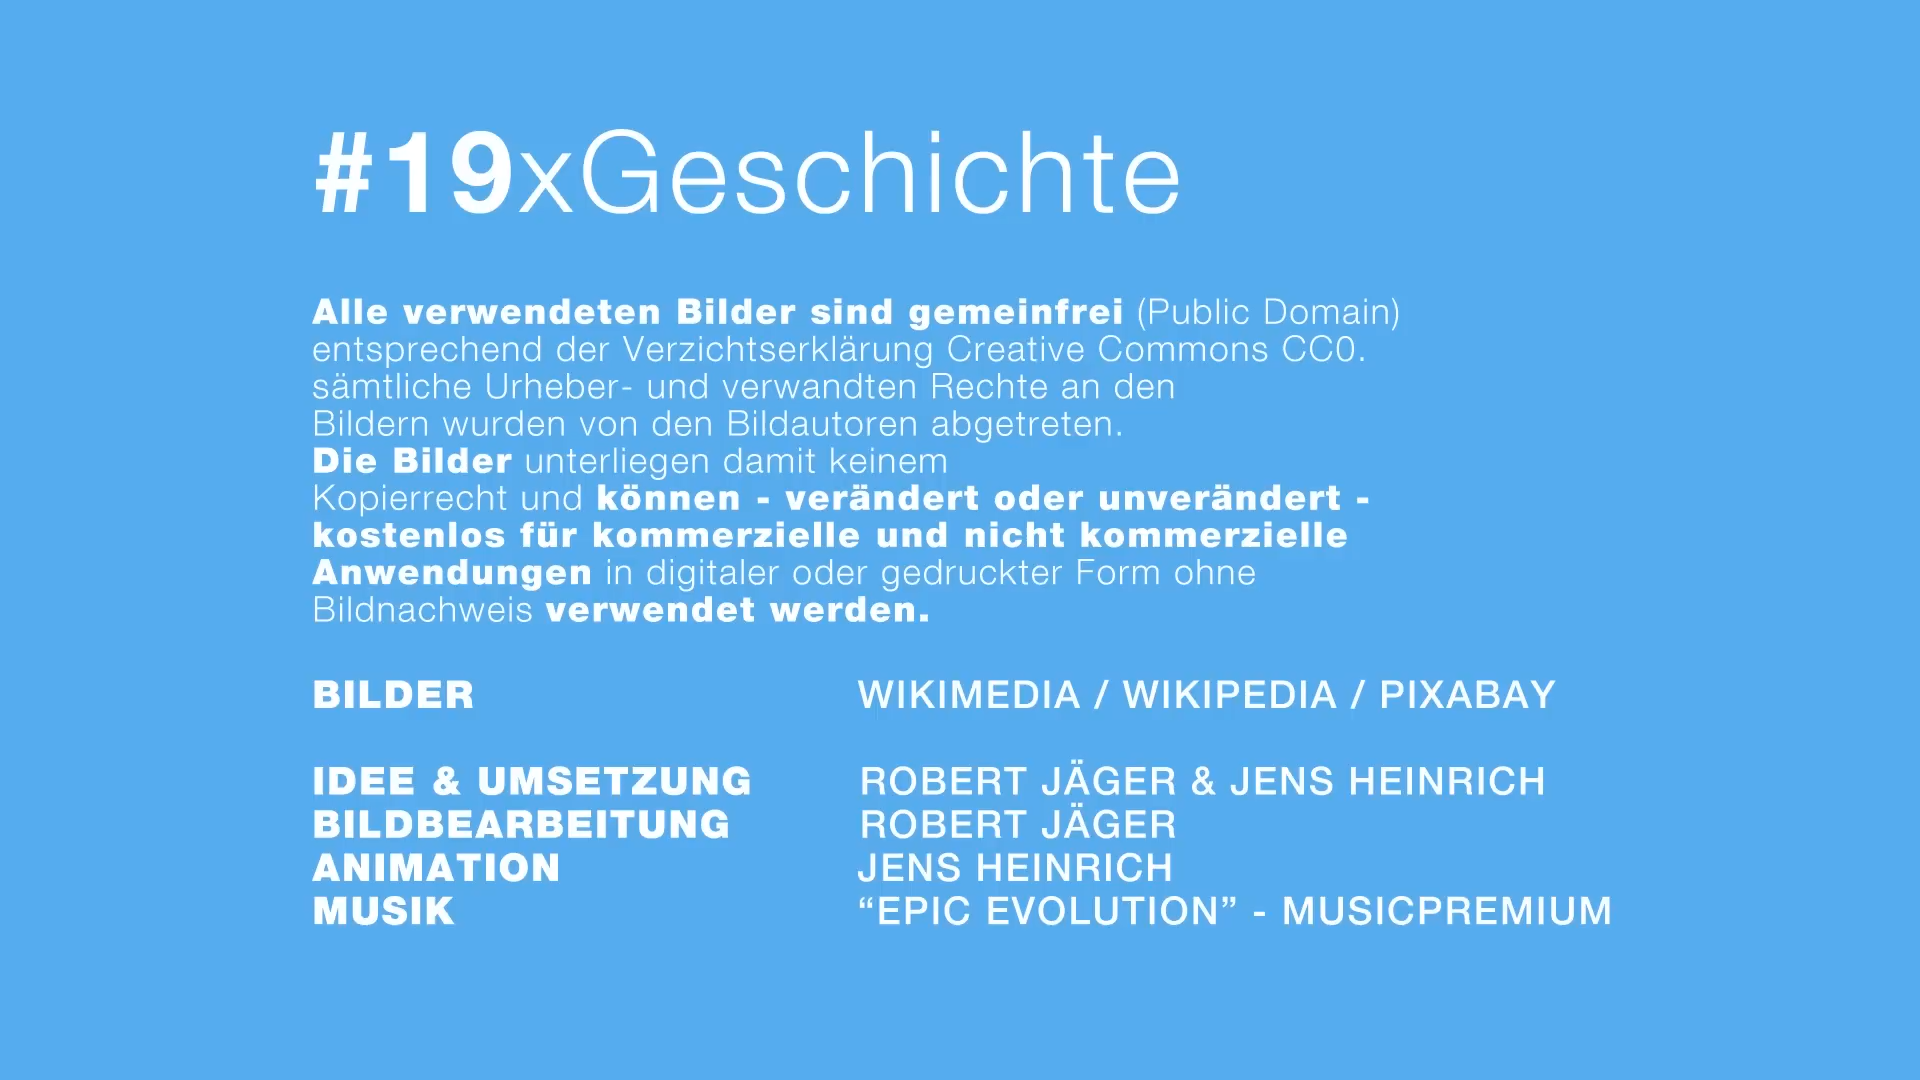 #19xGeschichte
Alle verwendeten Bilder sind gemeinfrei (Public Domain)
entsprechend der Verzichtserklärung Creative Commons CC0.
sämtliche Urheber- und verwandten Rechte an den
Bildern wurden von den Bildautoren abgetreten.
Die Bilder unterliegen damit keinem
Kopierrecht und können - verändert oder unverändert -
kostenlos für kommerzielle und nicht kommerzielle
Anwendungen in digitaler oder gedruckter Form ohne
Bildnachweis verwendet werden.
BILDER WIKIMEDIA / WIKIPEDIA / PIXABAY
IDEE & UMSETZUNG ROBERT JÄGER & JENS HEINRICH
BILDBEARBEITUNG ROBERT JÄGER
ANIMATION JENS HEINRICH
MUSIK “EPIC EVOLUTION” - MUSICPREMIUM